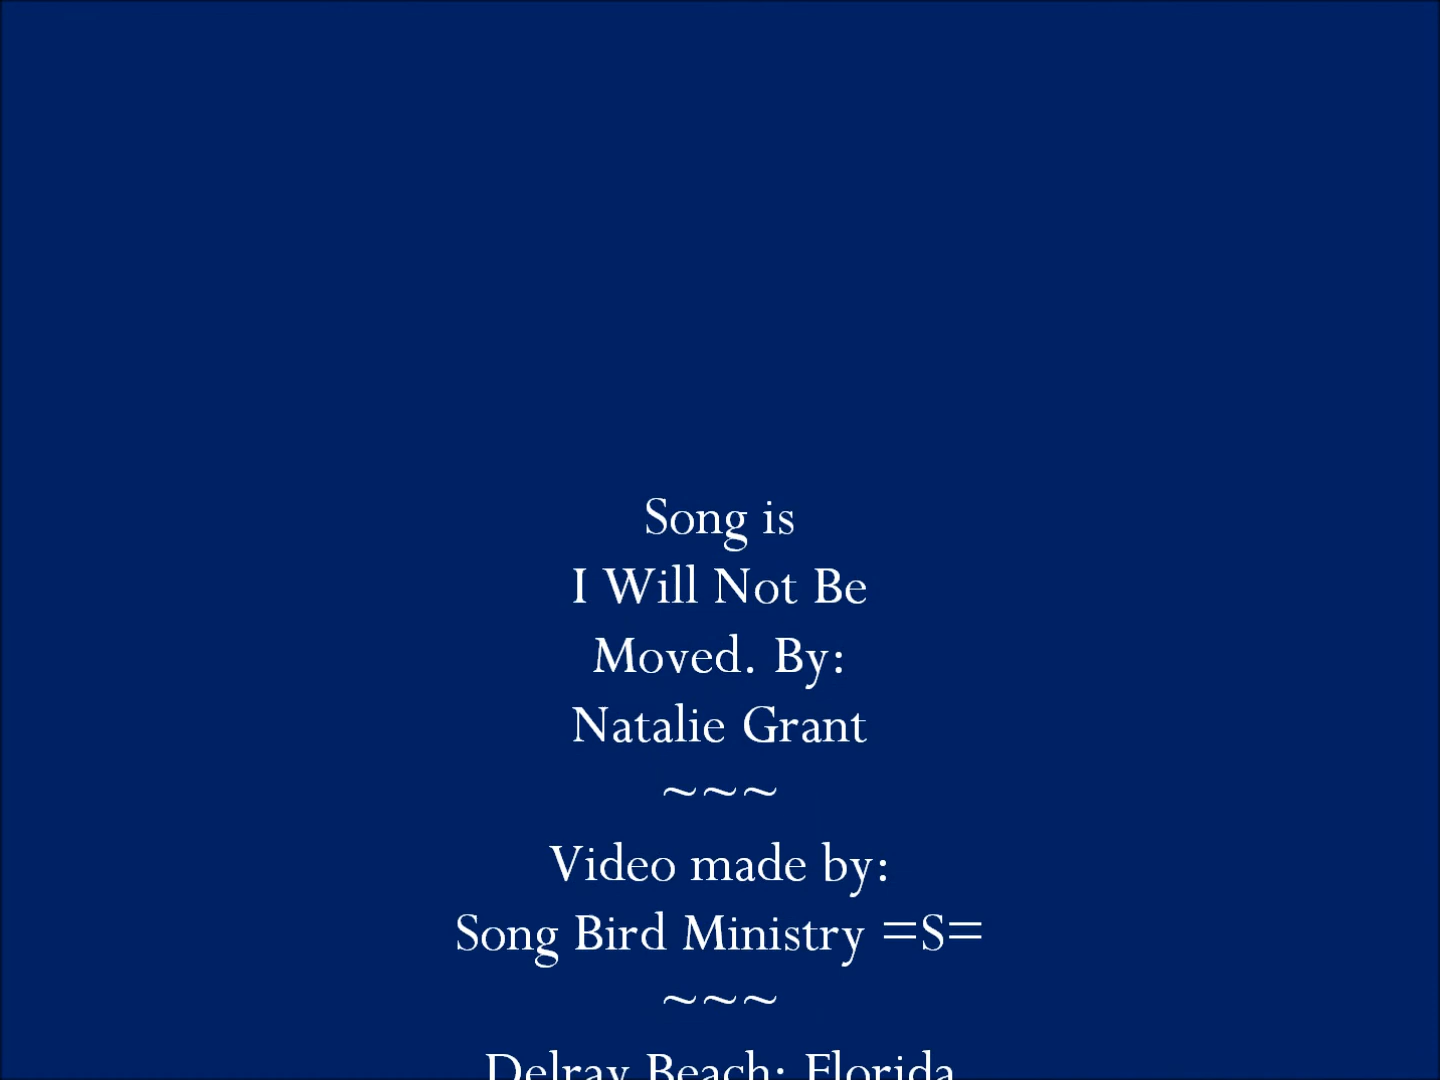 Song is
I Will Not Be
Moved. By:
Natalie Grant
~~~
Video made by:
Song Bird Ministry =S=
~~~
Delray Beach; Florida